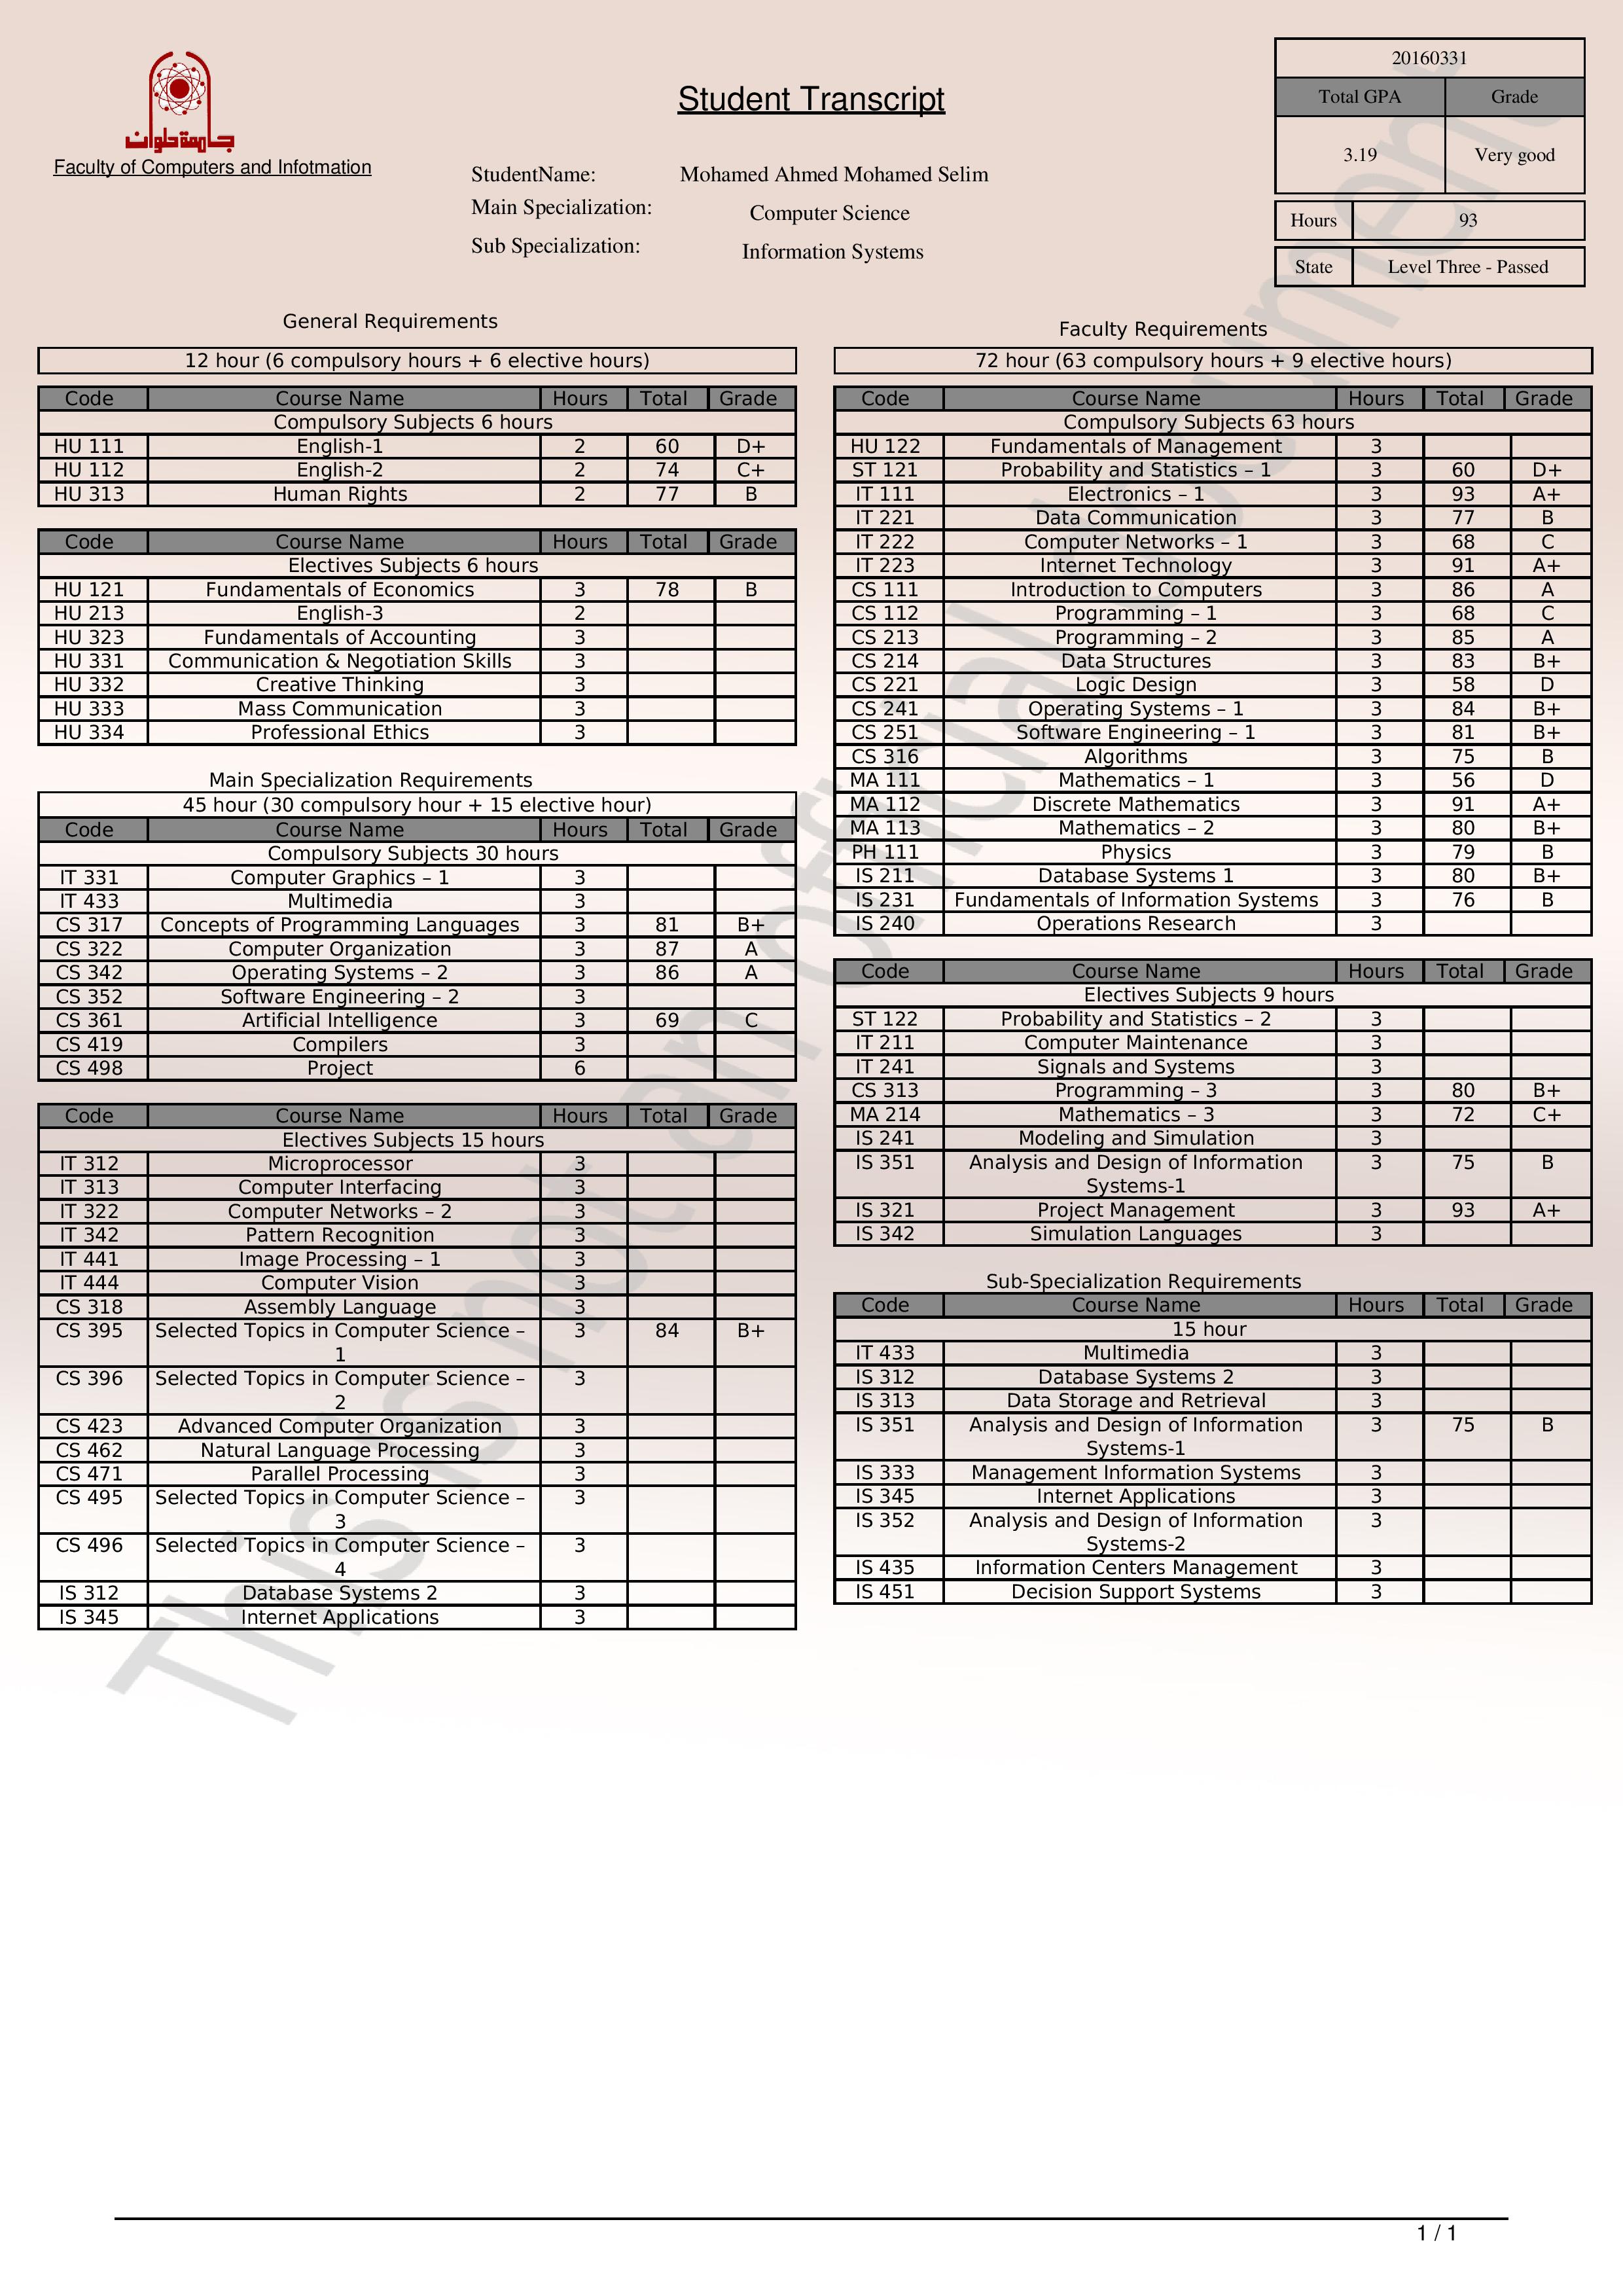 جامعة حلوان
Faculty of Computers and Infotmation
Student Transcript
StudentName: Mohamed Ahmed Mohamed Selim
Main Specialization: Computer Science
Sub Specialization: Information Systems
20160331
Total GPA Grade
3.19 Very good
Hours 93
State Level Three - Passed
General Requirements
12 hour (6 compulsory hours + 6 elective hours)
Code Course Name Hours Total Grade
Compulsory Subjects 6 hours
HU 111 English-1 2 60 D+
HU 112 English-2 2 74 C+
HU 313 Human Rights 2 77 B
Code Course Name Hours Total Grade
Electives Subjects 6 hours
HU 121 Fundamentals of Economics 3 78 B
HU 213 English-3 2
HU 323 Fundamentals of Accounting 3
HU 331 Communication & Negotiation Skills 3
HU 332 Creative Thinking 3
HU 333 Mass Communication 3
HU 334 Professional Ethics 3
Main Specialization Requirements
45 hour (30 compulsory hour + 15 elective hour)
Code Course Name Hours Total Grade
Compulsory Subjects 30 hours
IT 331 Computer Graphics – 1 3
IT 433 Multimedia 3
CS 317 Concepts of Programming Languages 3 81 B+
CS 322 Computer Organization 3 87 A
CS 342 Operating Systems – 2 3 86 A
CS 352 Software Engineering – 2 3
CS 361 Artificial Intelligence 3 69 C
CS 419 Compilers 3
CS 498 Project 6
Code Course Name Hours Total Grade
Electives Subjects 15 hours
IT 312 Microprocessor 3
IT 313 Computer Interfacing 3
IT 322 Computer Networks – 2 3
IT 342 Pattern Recognition 3
IT 441 Image Processing – 1 3
IT 444 Computer Vision 3
CS 318 Assembly Language 3
CS 395 Selected Topics in Computer Science – 3 84 B+
1
CS 396 Selected Topics in Computer Science – 3
2
CS 423 Advanced Computer Organization 3
CS 462 Natural Language Processing 3
CS 471 Parallel Processing 3
CS 495 Selected Topics in Computer Science – 3
3
CS 496 Selected Topics in Computer Science – 3
4
IS 312 Database Systems 2 3
IS 345 Internet Applications 3
Faculty Requirements
72 hour (63 compulsory hours + 9 elective hours)
Code Course Name Hours Total Grade
Compulsory Subjects 63 hours
HU 122 Fundamentals of Management 3
ST 121 Probability and Statistics – 1 3 60 D+
IT 111 Electronics – 1 3 93 A+
IT 221 Data Communication 3 77 B
IT 222 Computer Networks – 1 3 68 C
IT 223 Internet Technology 3 91 A+
CS 111 Introduction to Computers 3 86 A
CS 112 Programming – 1 3 68 C
CS 213 Programming – 2 3 85 A
CS 214 Data Structures 3 83 B+
CS 221 Logic Design 3 58 D
CS 241 Operating Systems – 1 3 84 B+
CS 251 Software Engineering – 1 3 81 B+
CS 316 Algorithms 3 75 B
MA 111 Mathematics – 1 3 56 D
MA 112 Discrete Mathematics 3 91 A+
MA 113 Mathematics – 2 3 80 B+
PH 111 Physics 3 79 B
IS 211 Database Systems 1 3 80 B+
IS 231 Fundamentals of Information Systems 3 76 B
IS 240 Operations Research 3
Code Course Name Hours Total Grade
Electives Subjects 9 hours
ST 122 Probability and Statistics – 2 3
IT 211 Computer Maintenance 3
IT 241 Signals and Systems 3
CS 313 Programming – 3 3 80 B+
MA 214 Mathematics – 3 3 72 C+
IS 241 Modeling and Simulation 3
IS 351 Analysis and Design of Information 3 75 B
Systems-1
IS 321 Project Management 3 93 A+
IS 342 Simulation Languages 3
Sub-Specialization Requirements
Code Course Name Hours Total Grade
15 hour
IT 433 Multimedia 3
IS 312 Database Systems 2 3
IS 313 Data Storage and Retrieval 3
IS 351 Analysis and Design of Information 3 75 B
Systems-1
IS 333 Management Information Systems 3
IS 345 Internet Applications 3
IS 352 Analysis and Design of Information 3
Systems-2
IS 435 Information Centers Management 3
IS 451 Decision Support Systems 3
This is not an official document
1 / 1